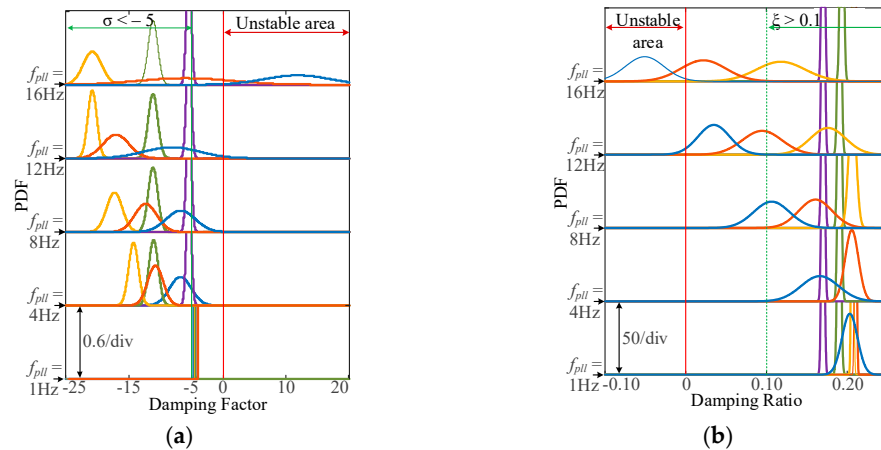 σ < – 5
Unstable area
f_pll =
16Hz
f_pll =
12Hz
PDF
f_pll =
8Hz
f_pll =
4Hz
0.6/div
f_pll =
1Hz
-25 -15 -5 0 10 20
Damping Factor
(a)
Unstable
area
ξ > 0.1
f_pll =
16Hz
f_pll =
12Hz
PDF
f_pll =
8Hz
f_pll =
4Hz
50/div
f_pll =
1Hz
-0.10 0 0.10 0.20
Damping Ratio
(b)